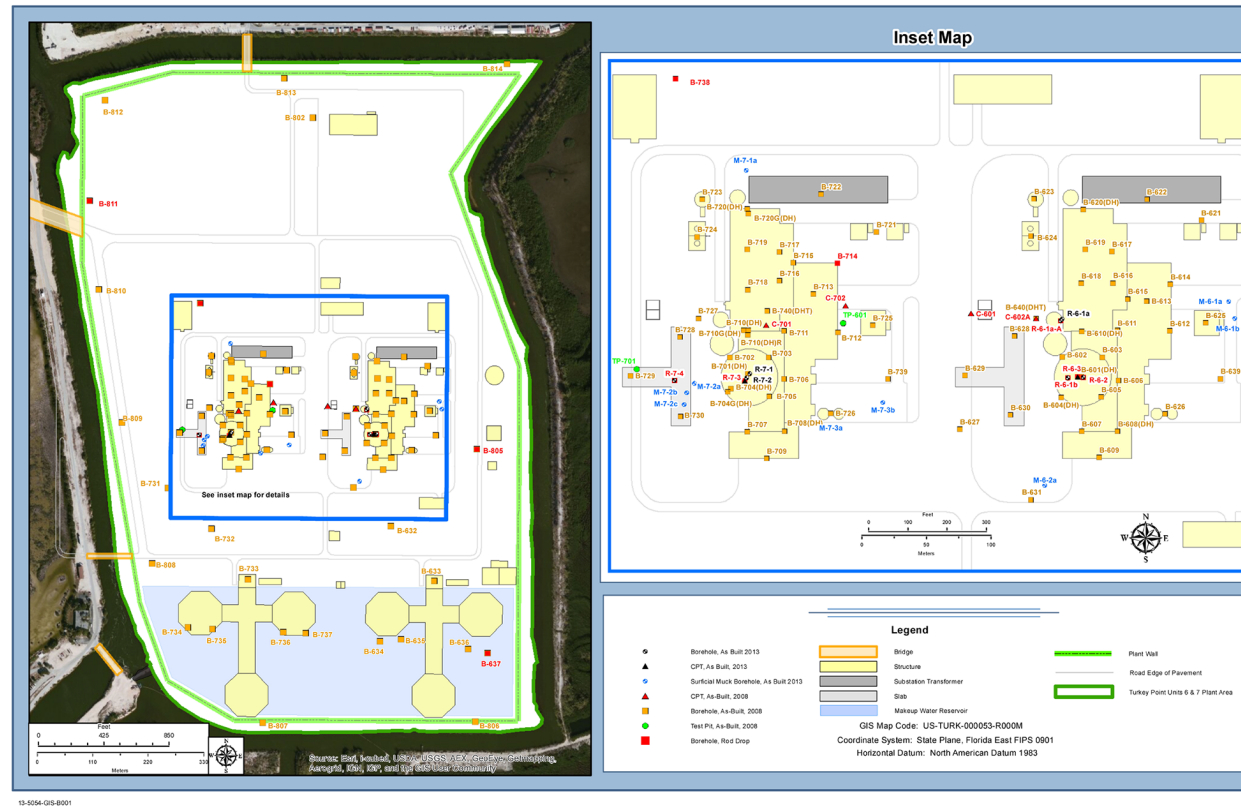 Inset Map
B-814
B-813
B-812
B-802
B-811
B-810
B-809
B-805
B-731
See inset map for details
B-732
B-632
B-808
B-733
B-633
B-734
B-735
B-736
B-737
B-634
B-635
B-636
B-637
B-807
B-806
Feet
0 425 850
0 110 220 330
Meters
N
W E
S
Source: Esri, i-cubed, USDA, USGS, AEX, GeoEye, Getmapping,
Aerogrid, IGN, IGP, and the GIS User Community
B-738
M-7-1a
B-722
B-723
B-720(DH)
B-720G(DH)
B-724
B-721
B-719
B-717
B-715
B-714
B-716
B-718
B-713
C-702
B-740(DHT)
TP-601
B-727
B-710(DH)
C-701
B-725
B-728
B-710G(DH)
B-711
B-712
B-710(DH)R
B-702
B-703
TP-701
B-701(DH)
R-7-1
B-729
R-7-4
R-7-3
R-7-2
B-706
B-739
M-7-2a
M-7-2b
B-704(DH)
B-705
M-7-2c
B-704G(DH)
M-7-3b
B-730
B-726
B-707
B-708(DH)
M-7-3a
B-709
B-623
B-622
B-620(DH)
B-621
B-624
B-619
B-617
B-618
B-616
B-614
B-615
B-613
M-6-1a
B-640(DHT)
R-6-1a
C-601
C-602A
R-6-1a-A
B-625
M-6-1b
B-628
B-610(DH)
B-611
B-612
B-602
B-603
R-6-3
B-601(DH)
B-629
R-6-1b
R-6-2
B-606
B-639
B-604(DH)
B-605
B-630
B-626
B-627
B-607
B-608(DH)
B-609
M-6-2a
B-631
Feet
0 100 200 300
0 50 100
Meters
N
W E
S
Legend
Borehole, As Built 2013
CPT, As Built, 2013
Surficial Muck Borehole, As Built 2013
CPT, As-Built, 2008
Borehole, As-Built, 2008
Test Pit, As-Built, 2008
Borehole, Rod Drop
Bridge
Structure
Substation Transformer
Slab
Makeup Water Reservoir
Plant Wall
Road Edge of Pavement
Turkey Point Units 6 & 7 Plant Area
GIS Map Code: US-TURK-000053-R000M
Coordinate System: State Plane, Florida East FIPS 0901
Horizontal Datum: North American Datum 1983
13-5054-GIS-B001